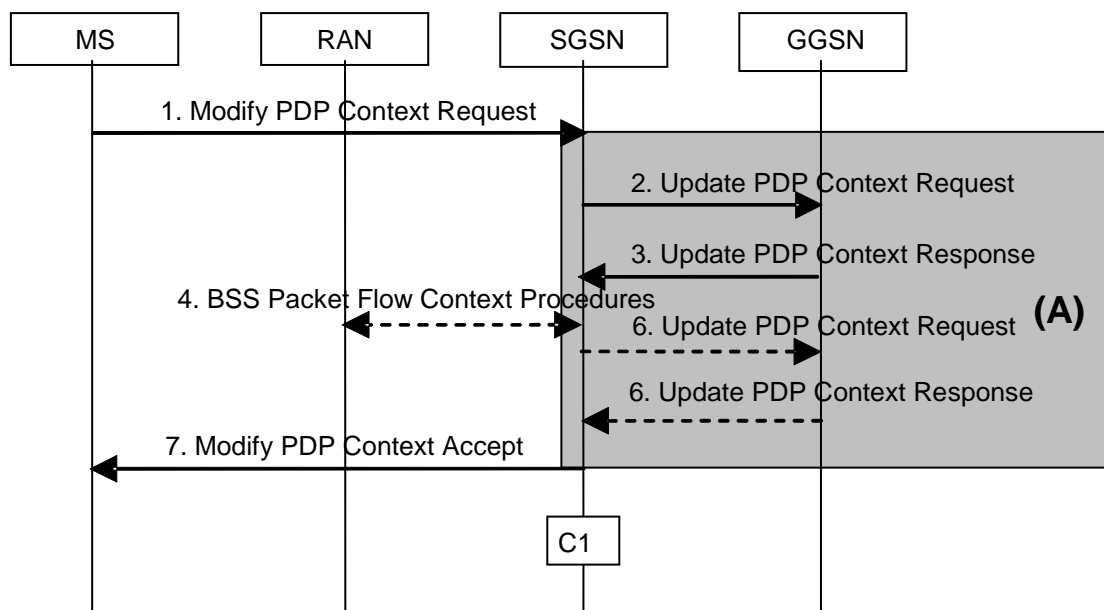 MS
RAN
SGSN
GGSN
1. Modify PDP Context Request
2. Update PDP Context Request
3. Update PDP Context Response
4. BSS Packet Flow Context Procedures
(A)
6. Update PDP Context Request
6. Update PDP Context Response
7. Modify PDP Context Accept
C1